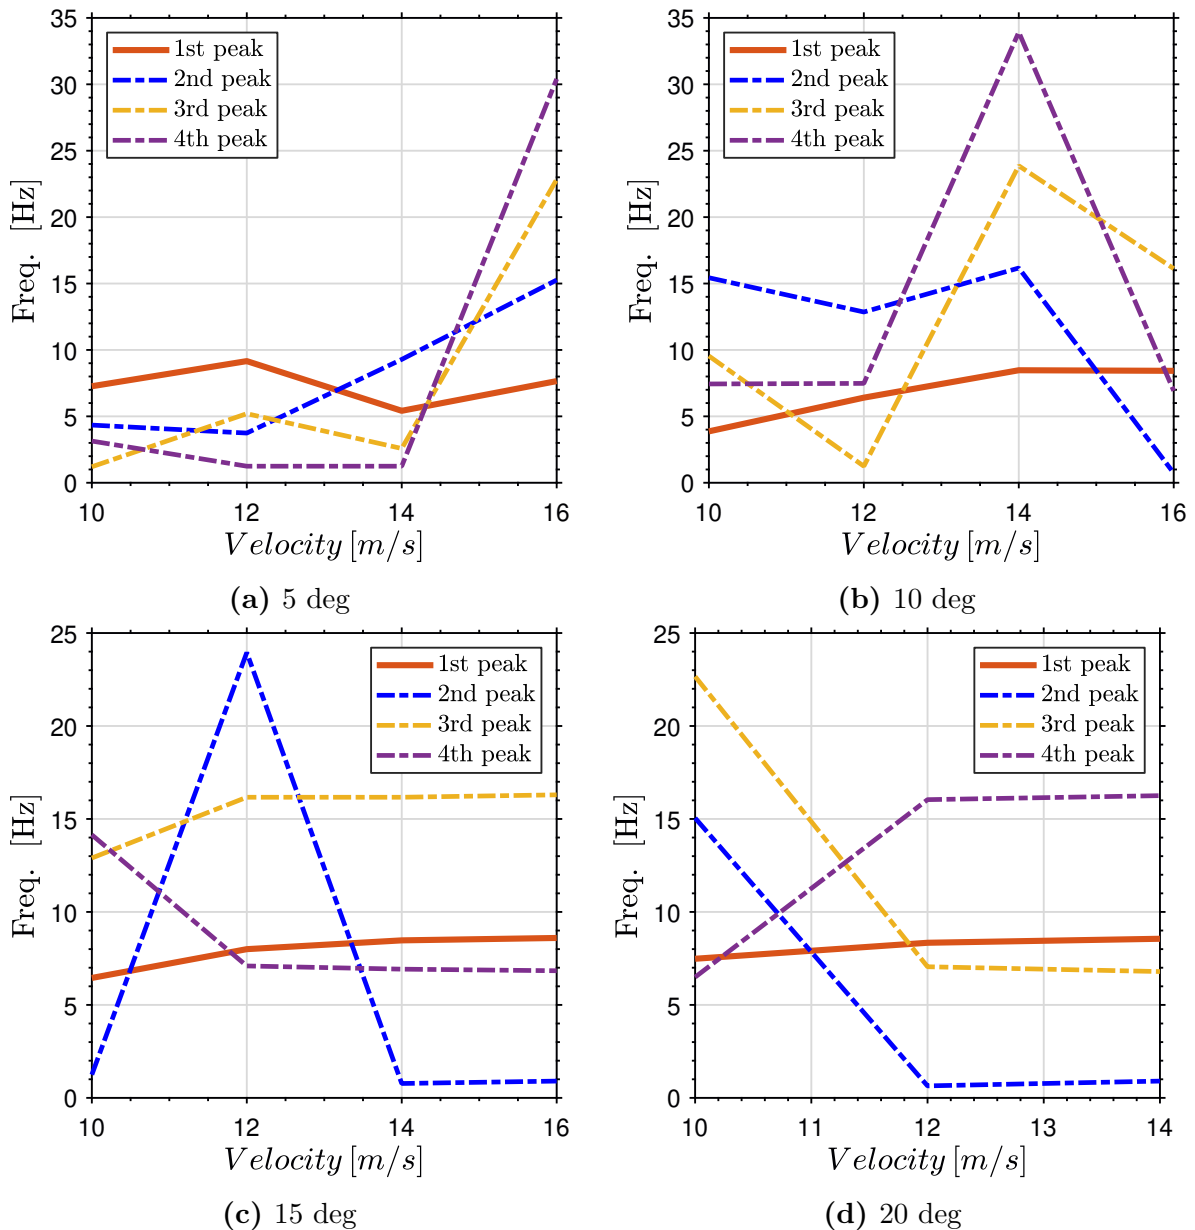 35
30
25
20
15
10
5
0
Freq. [Hz]
1st peak
2nd peak
3rd peak
4th peak
10 12 14 16
Velocity [m/s]
(a) 5 deg
35
30
25
20
15
10
5
0
Freq. [Hz]
1st peak
2nd peak
3rd peak
4th peak
10 12 14 16
Velocity [m/s]
(b) 10 deg
25
20
15
10
5
0
Freq. [Hz]
1st peak
2nd peak
3rd peak
4th peak
10 12 14 16
Velocity [m/s]
(c) 15 deg
25
20
15
10
5
0
Freq. [Hz]
1st peak
2nd peak
3rd peak
4th peak
10 11 12 13 14
Velocity [m/s]
(d) 20 deg